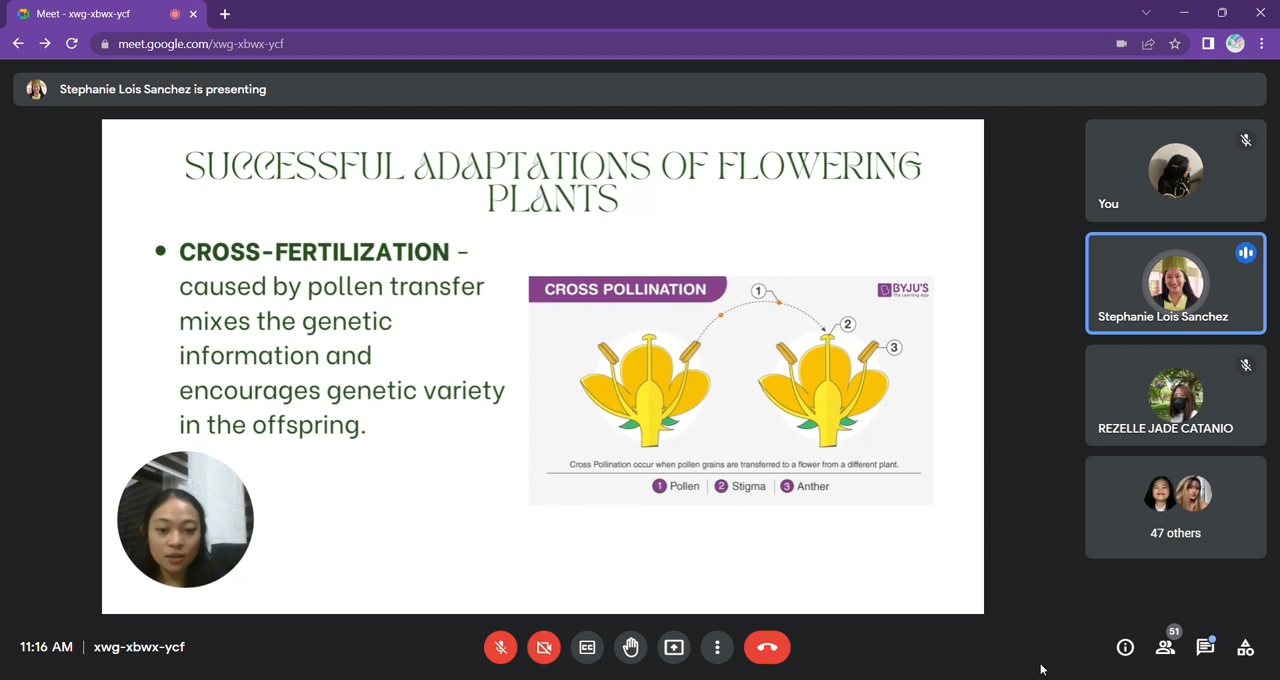 Meet - xwg-xbwx-ycf
meet.google.com/xwg-xbwx-ycf
Stephanie Lois Sanchez is presenting
SUCCESSFUL ADAPTATIONS OF FLOWERING
PLANTS
• CROSS-FERTILIZATION –
caused by pollen transfer
mixes the genetic
information and
encourages genetic variety
in the offspring.
CROSS POLLINATION
BYJU'S
The Learning App
1
2
3
Cross Pollination occur when pollen grains are transferred to a flower from a different plant.
1 Pollen | 2 Stigma | 3 Anther
You
Stephanie Lois Sanchez
REZELLE JADE CATANIO
47 others
11:16 AM | xwg-xbwx-ycf
CC
51